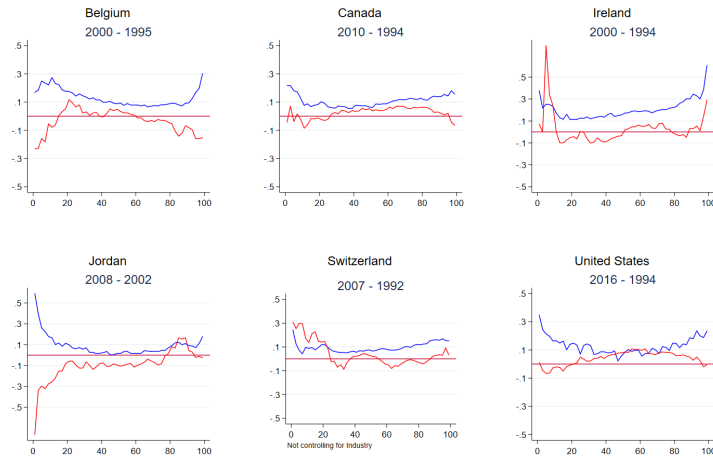 Belgium
2000 - 1995
.5
.3
.1
-.1
-.3
-.5
0 20 40 60 80 100
Canada
2010 - 1994
.5
.3
.1
-.1
-.3
-.5
0 20 40 60 80 100
Ireland
2000 - 1994
.5
.3
.1
-.1
-.3
-.5
0 20 40 60 80 100
Jordan
2008 - 2002
.5
.3
.1
-.1
-.3
-.5
0 20 40 60 80 100
Switzerland
2007 - 1992
.5
.3
.1
-.1
-.3
-.5
0 20 40 60 80 100
Not controlling for Industry
United States
2016 - 1994
.5
.3
.1
-.1
-.3
-.5
0 20 40 60 80 100